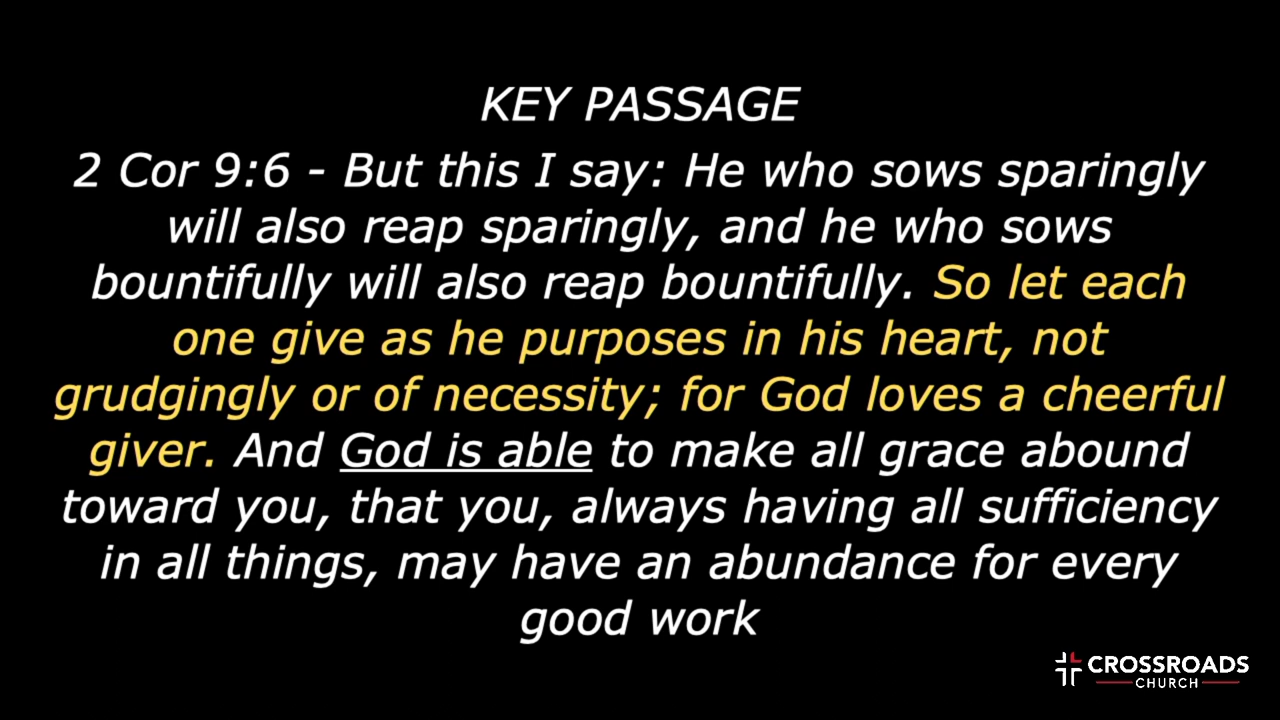 KEY PASSAGE
2 Cor 9:6 - But this I say: He who sows sparingly
will also reap sparingly, and he who sows
bountifully will also reap bountifully. So let each
one give as he purposes in his heart, not
grudgingly or of necessity; for God loves a cheerful
giver. And God is able to make all grace abound
toward you, that you, always having all sufficiency
in all things, may have an abundance for every
good work
CROSSROADS
CHURCH